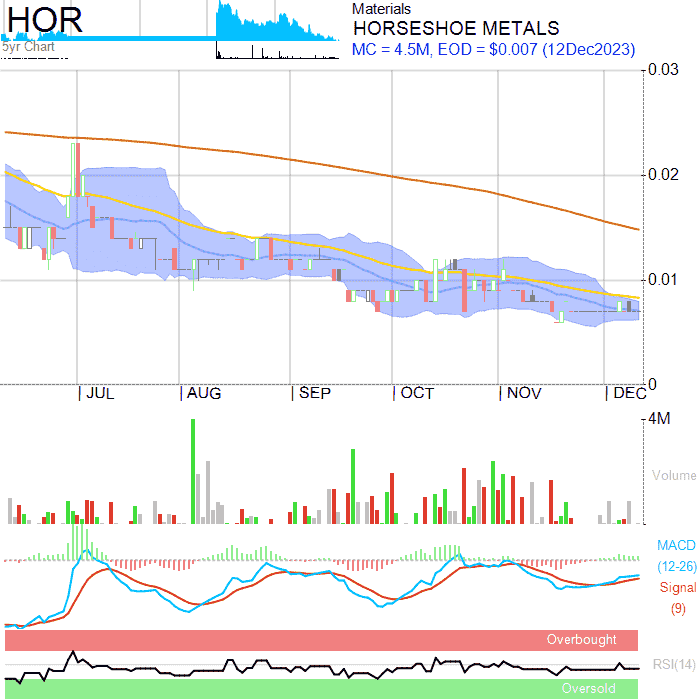 HOR
5yr Chart
Materials
HORSESHOE METALS
MC = 4.5M, EOD = $0.007 (12Dec2023)
0.03
0.02
0.01
0
| JUL | AUG | SEP | OCT | NOV | DEC
4M
Volume
MACD
(12-26)
Signal
(9)
Overbought
RSI(14)
Oversold